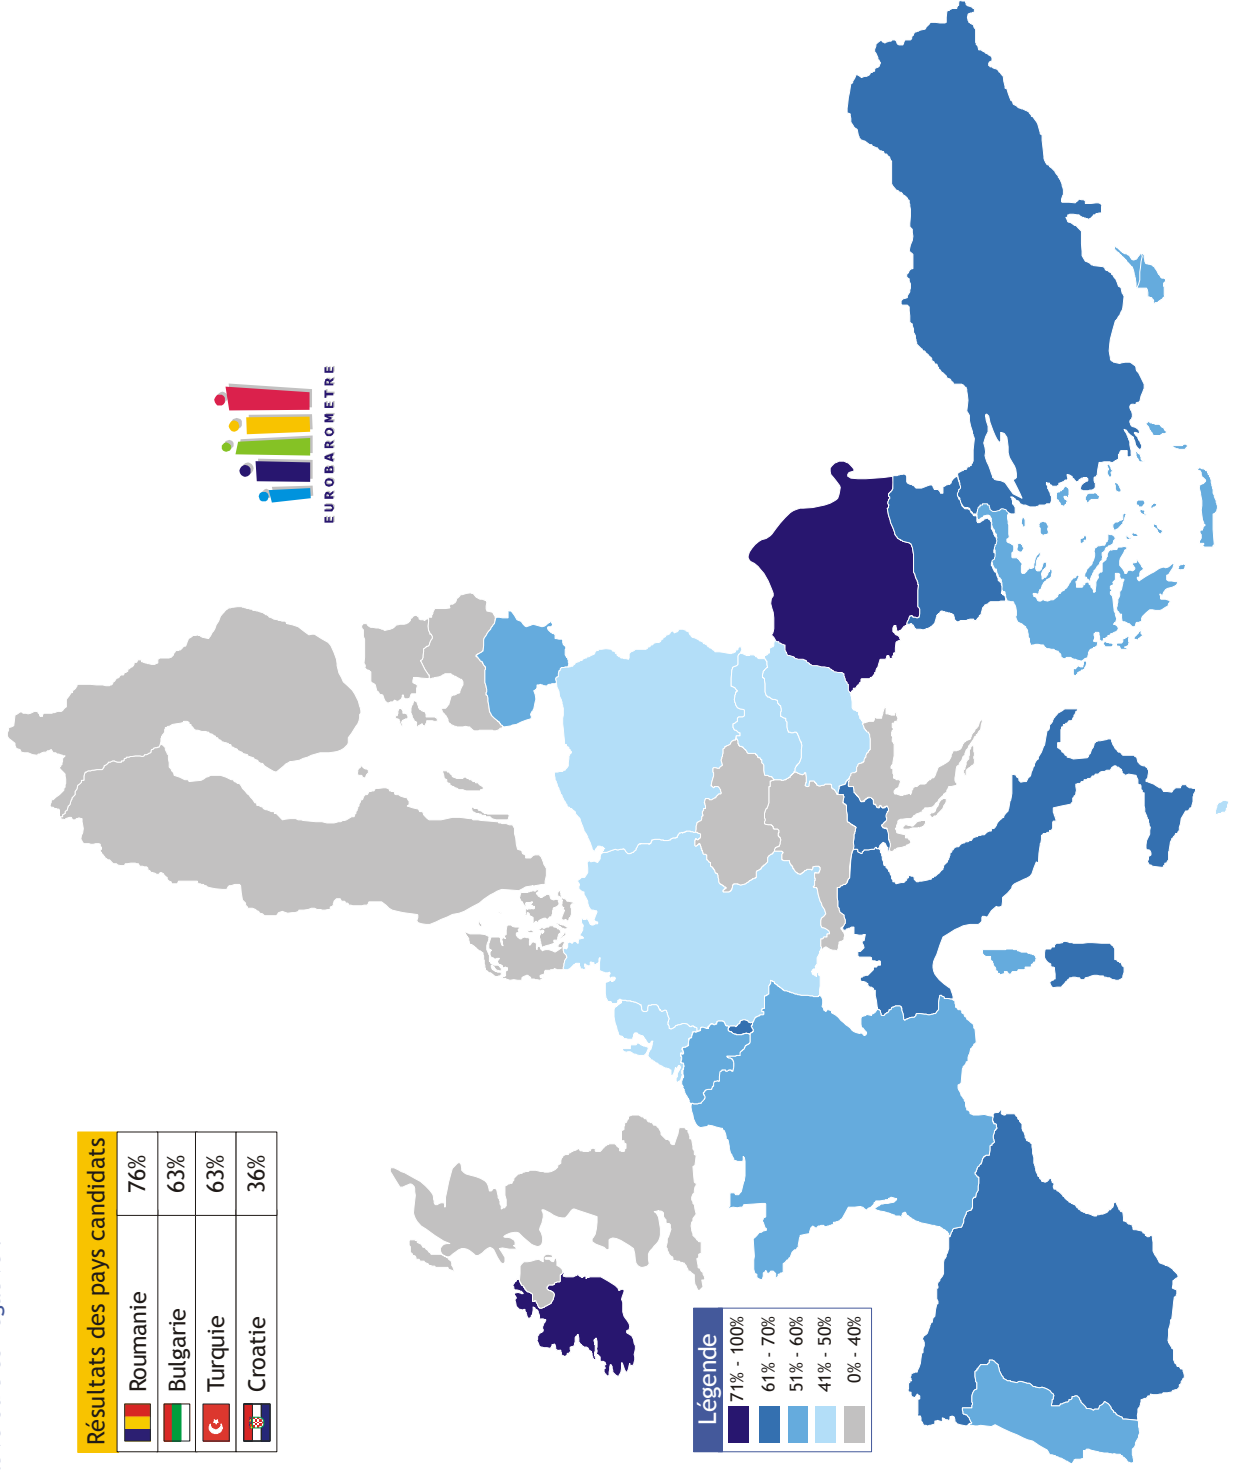 Résultats des pays candidats
Roumanie 76%
Bulgarie 63%
Turquie 63%
Croatie 36%
EUROBAROMETRE
Légende
71% - 100%
61% - 70%
51% - 60%
41% - 50%
0% - 40%